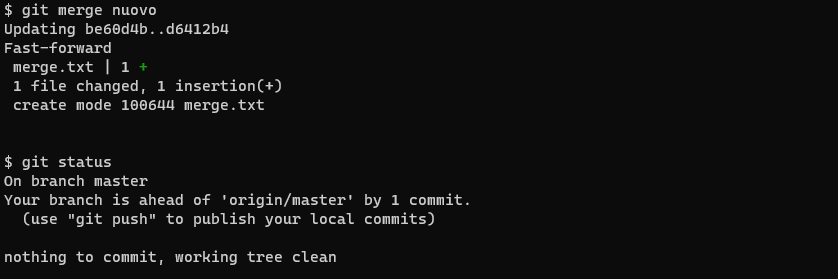 $ git merge nuovo
Updating be60d4b..d6412b4
Fast-forward
 merge.txt | 1 +
 1 file changed, 1 insertion(+)
 create mode 100644 merge.txt
$ git status
On branch master
Your branch is ahead of 'origin/master' by 1 commit.
  (use "git push" to publish your local commits)
nothing to commit, working tree clean